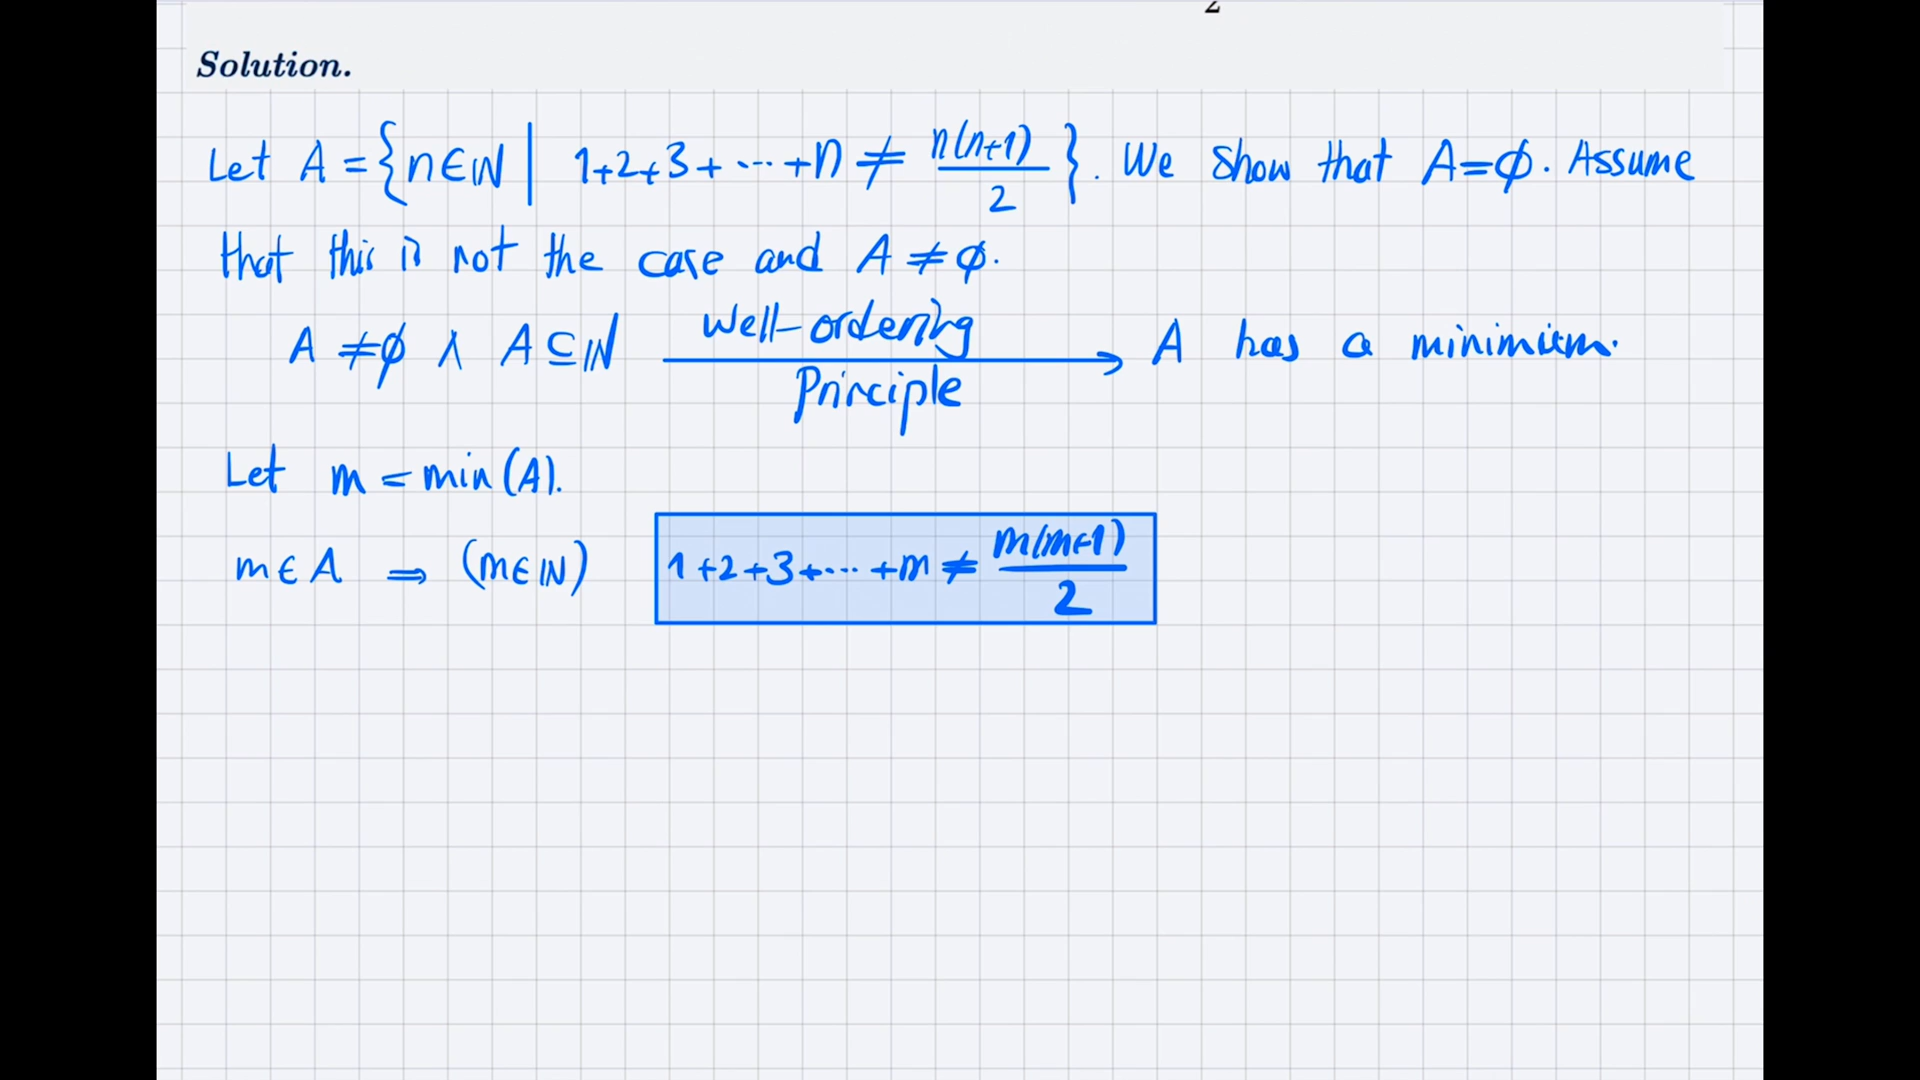 2
Solution.
Let A = {n∈ℕ | 1+2+3+⋯+n ≠ n(n+1)/2}. We show that A=∅. Assume
that this is not the case and A ≠ ∅.
A ≠ ∅ ∧ A ⊆ ℕ —Well-ordering Principle→ A has a minimum.
Let m = min(A).
m∈A ⇒ (m∈ℕ) 1+2+3+⋯+m ≠ m(m+1)/2